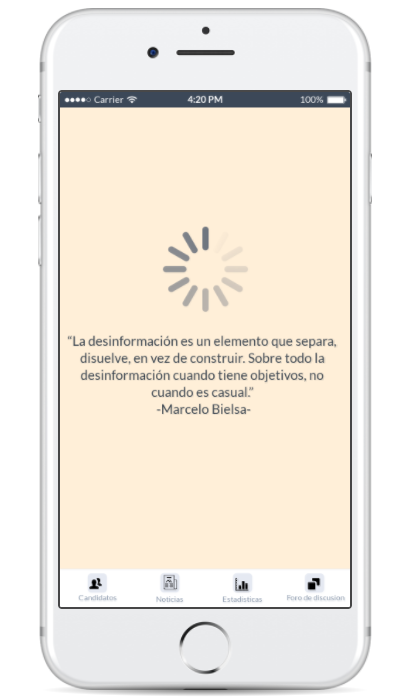 Carrier 4:20 PM 100%
“La desinformación es un elemento que separa,
disuelve, en vez de construir. Sobre todo la
desinformación cuando tiene objetivos, no
cuando es casual.”
-Marcelo Bielsa-
Candidatos Noticias Estadísticas Foro de discusion